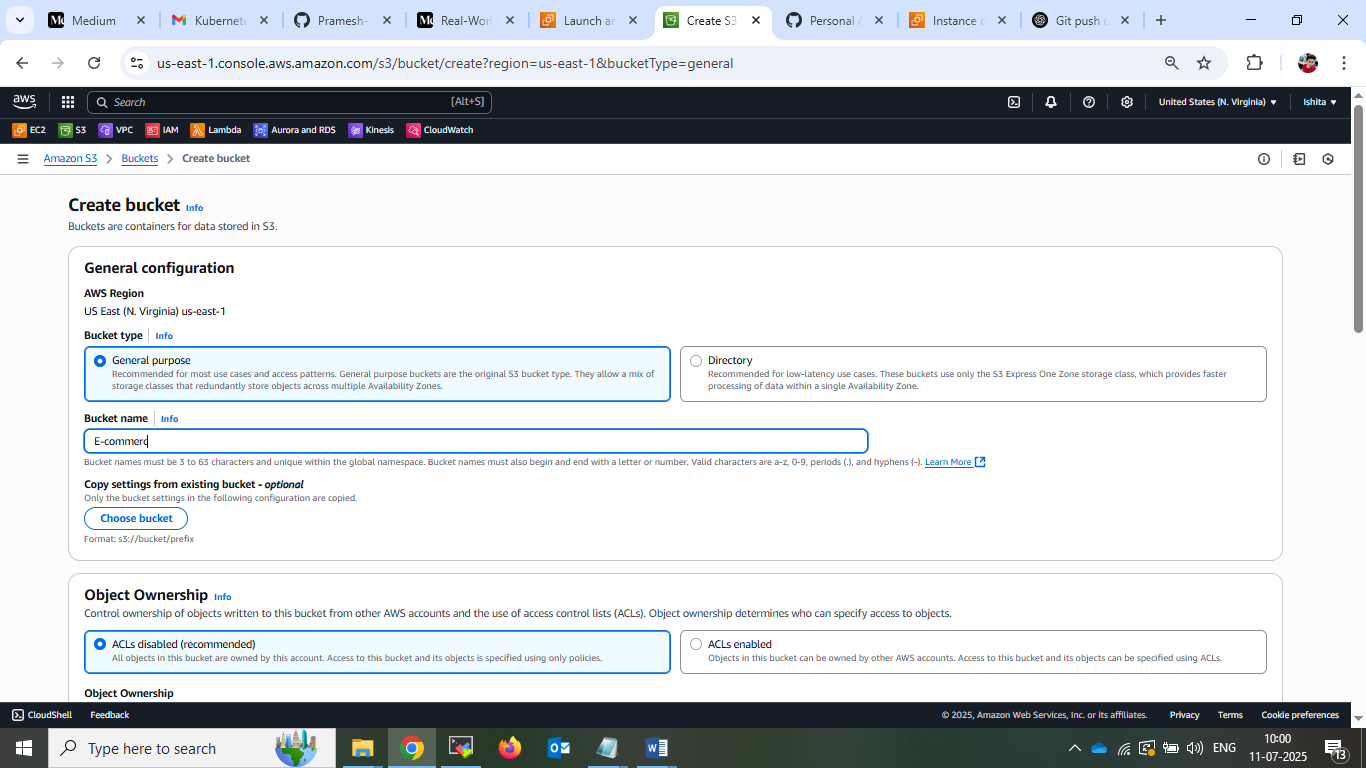 Medium
Kubernet
Pramesh-
Real-Wor
Launch an
Create S3
Personal A
Instance d
Git push c
us-east-1.console.aws.amazon.com/s3/bucket/create?region=us-east-1&bucketType=general
aws
Search
[Alt+S]
United States (N. Virginia)
Ishita
EC2
S3
VPC
IAM
Lambda
Aurora and RDS
Kinesis
CloudWatch
Amazon S3
Buckets
Create bucket
Create bucket Info
Buckets are containers for data stored in S3.
General configuration
AWS Region
US East (N. Virginia) us-east-1
Bucket type Info
General purpose
Recommended for most use cases and access patterns. General purpose buckets are the original S3 bucket type. They allow a mix of
storage classes that redundantly store objects across multiple Availability Zones.
Directory
Recommended for low-latency use cases. These buckets use only the S3 Express One Zone storage class, which provides faster
processing of data within a single Availability Zone.
Bucket name Info
E-commerc
Bucket names must be 3 to 63 characters and unique within the global namespace. Bucket names must also begin and end with a letter or number. Valid characters are a-z, 0-9, periods (.), and hyphens (-). Learn More
Copy settings from existing bucket - optional
Only the bucket settings in the following configuration are copied.
Choose bucket
Format: s3://bucket/prefix
Object Ownership Info
Control ownership of objects written to this bucket from other AWS accounts and the use of access control lists (ACLs). Object ownership determines who can specify access to objects.
ACLs disabled (recommended)
All objects in this bucket are owned by this account. Access to this bucket and its objects is specified using only policies.
ACLs enabled
Objects in this bucket can be owned by other AWS accounts. Access to this bucket and its objects can be specified using ACLs.
Object Ownership
CloudShell
Feedback
© 2025, Amazon Web Services, Inc. or its affiliates.
Privacy
Terms
Cookie preferences
Type here to search
ENG
10:00
11-07-2025
13